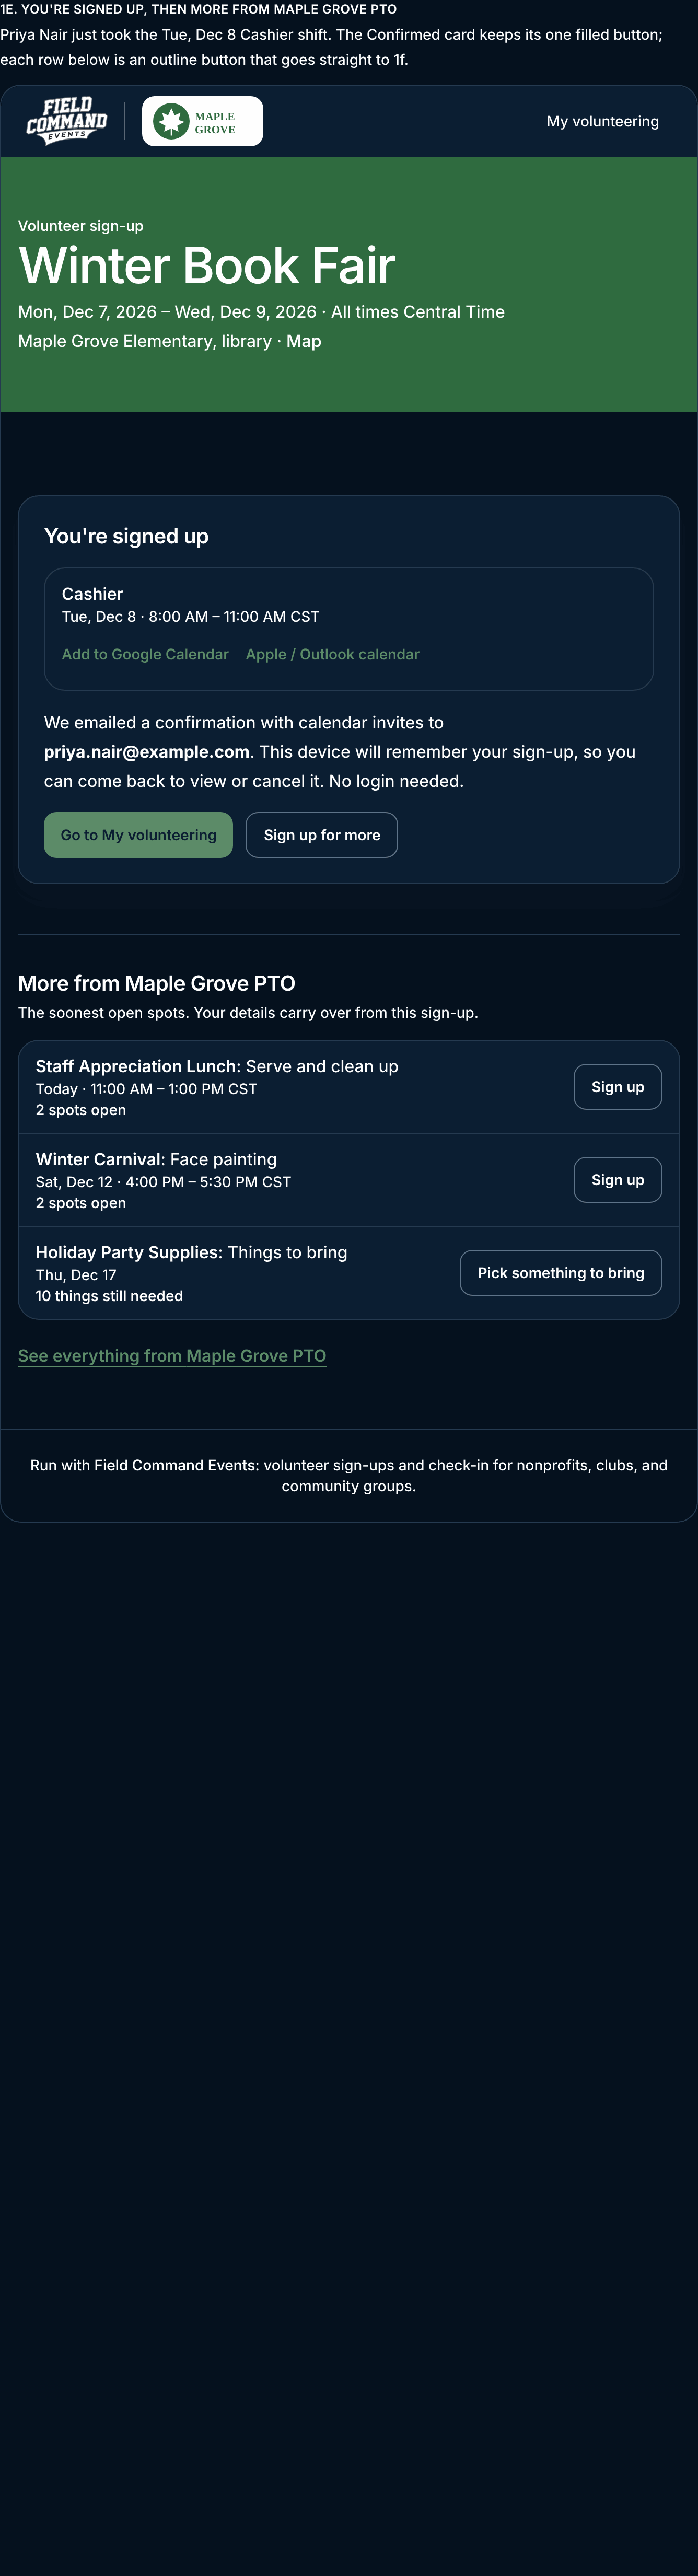 1E. YOU'RE SIGNED UP, THEN MORE FROM MAPLE GROVE PTO
Priya Nair just took the Tue, Dec 8 Cashier shift. The Confirmed card keeps its one filled button;
each row below is an outline button that goes straight to 1f.
FIELD
COMMAND
EVENTS
MAPLE
GROVE
My volunteering
Volunteer sign-up
Winter Book Fair
Mon, Dec 7, 2026 – Wed, Dec 9, 2026 · All times Central Time
Maple Grove Elementary, library · Map
You're signed up
Cashier
Tue, Dec 8 · 8:00 AM – 11:00 AM CST
Add to Google Calendar Apple / Outlook calendar
We emailed a confirmation with calendar invites to
priya.nair@example.com. This device will remember your sign-up, so you
can come back to view or cancel it. No login needed.
Go to My volunteering Sign up for more
More from Maple Grove PTO
The soonest open spots. Your details carry over from this sign-up.
Staff Appreciation Lunch: Serve and clean up
Today · 11:00 AM – 1:00 PM CST
2 spots open
Sign up
Winter Carnival: Face painting
Sat, Dec 12 · 4:00 PM – 5:30 PM CST
2 spots open
Sign up
Holiday Party Supplies: Things to bring
Thu, Dec 17
10 things still needed
Pick something to bring
See everything from Maple Grove PTO
Run with Field Command Events: volunteer sign-ups and check-in for nonprofits, clubs, and
community groups.